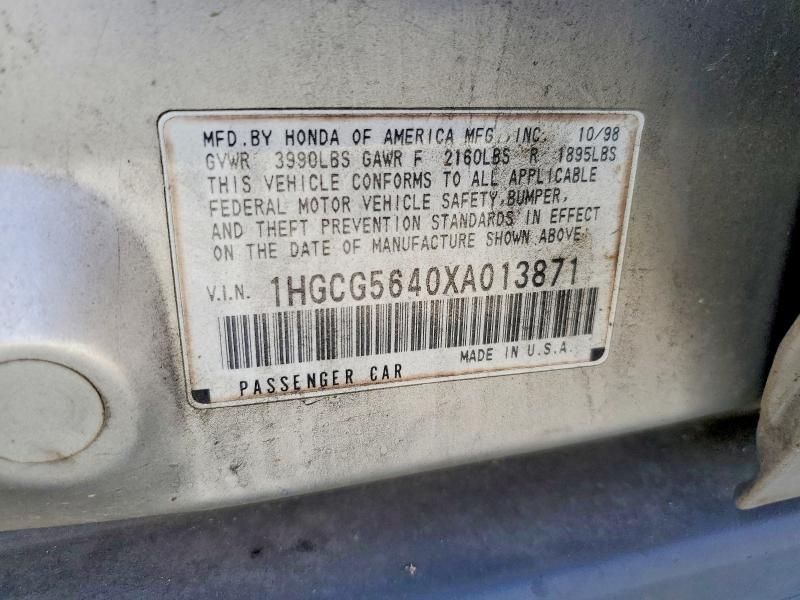 MFD.BY HONDA OF AMERICA MFG.,INC. 10/98
GVWR 3990LBS GAWR F 2160LBS R 1895LBS
THIS VEHICLE CONFORMS TO ALL APPLICABLE
FEDERAL MOTOR VEHICLE SAFETY,BUMPER,
AND THEFT PREVENTION STANDARDS IN EFFECT
ON THE DATE OF MANUFACTURE SHOWN ABOVE.
V.I.N. 1HGCG5640XA013871
MADE IN U.S.A.
PASSENGER CAR